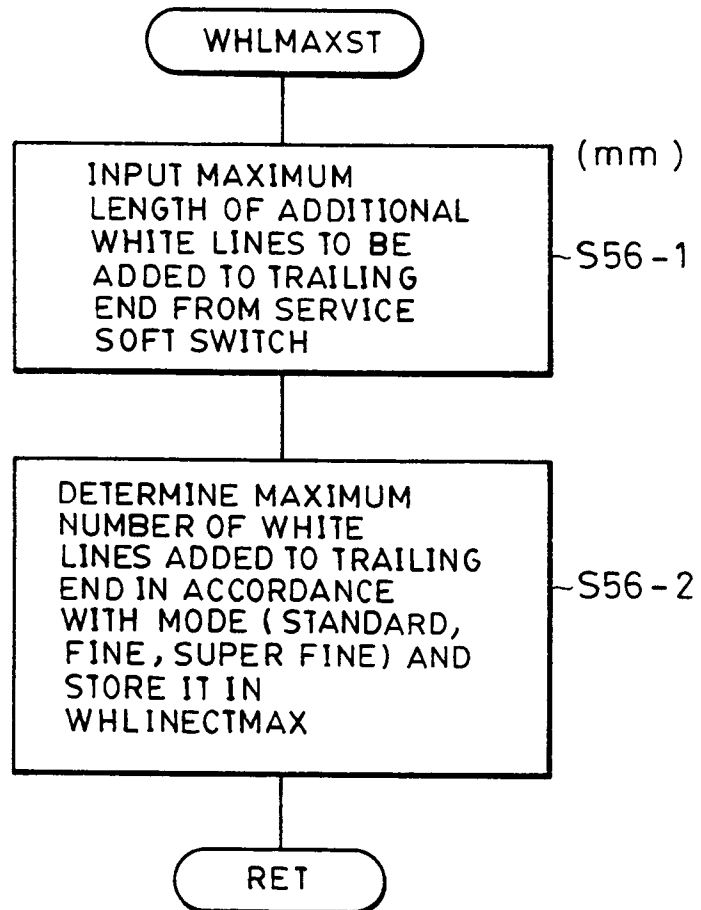 WHLMAXST
(mm)
INPUT MAXIMUM
LENGTH OF ADDITIONAL
WHITE LINES TO BE
ADDED TO TRAILING
END FROM SERVICE
SOFT SWITCH
S56-1
DETERMINE MAXIMUM
NUMBER OF WHITE
LINES ADDED TO TRAILING
END IN ACCORDANCE
WITH MODE (STANDARD,
FINE, SUPER FINE) AND
STORE IT IN
WHLINECTMAX
S56-2
RET